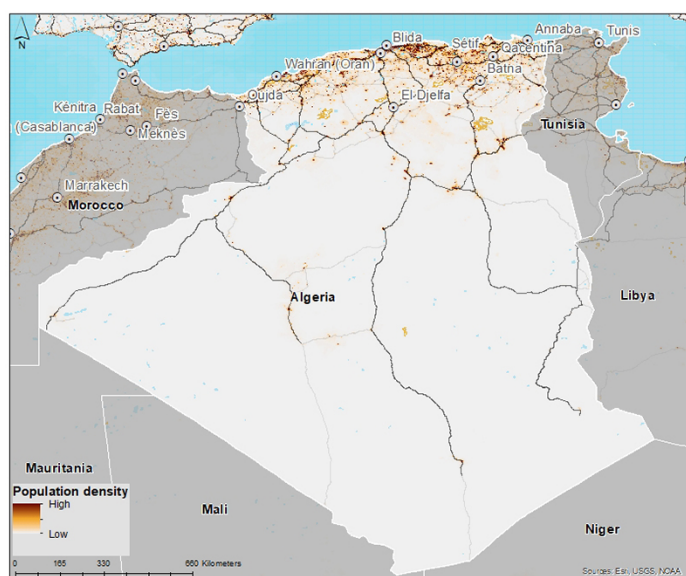 N
Annaba
Tunis
Blida
Sétif
Qacentina
Wahran (Oran)
Batna
Oujda
El Djelfa
Kénitra
Rabat
Fès
(Casablanca)
Meknès
Tunisia
Marrakech
Morocco
Algeria
Libya
Mauritania
Population density
High
Low
Mali
Niger
0 165 330 660 Kilometers
Sources: Esri, USGS, NOAA